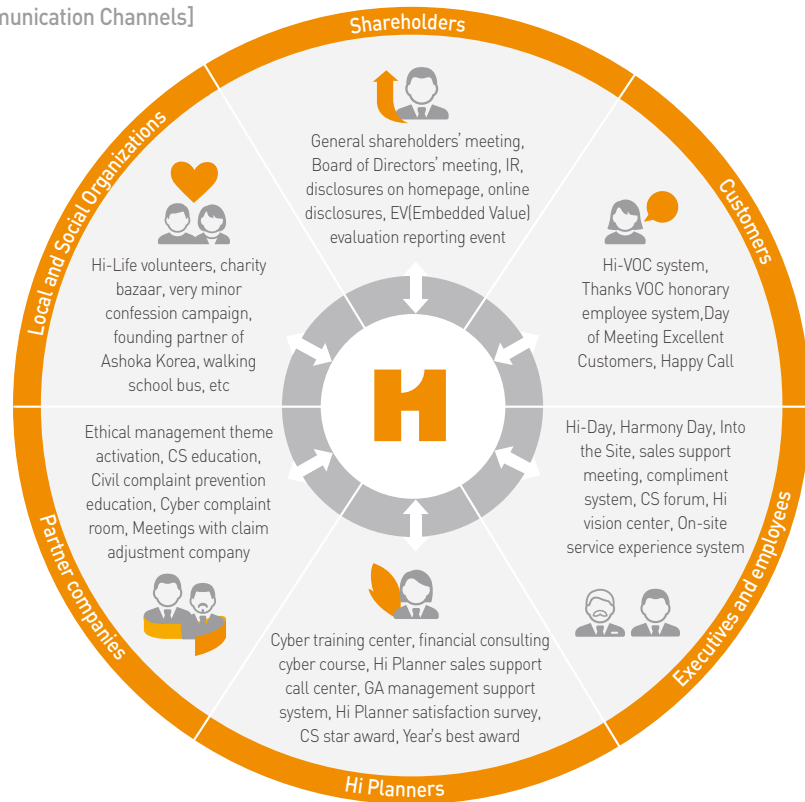 munication Channels]
Shareholders
General shareholders' meeting,
Board of Directors' meeting, IR,
disclosures on homepage, online
disclosures, EV(Embedded Value)
evaluation reporting event
Customers
Hi-VOC system,
Thanks VOC honorary
employee system,Day
of Meeting Excellent
Customers, Happy Call
Executives and employees
Hi-Day, Harmony Day, Into
the Site, sales support
meeting, compliment
system, CS forum, Hi
vision center, On-site
service experience system
Hi Planners
Cyber training center, financial consulting
cyber course, Hi Planner sales support
call center, GA management support
system, Hi Planner satisfaction survey,
CS star award, Year's best award
Partner companies
Ethical management theme
activation, CS education,
Civil complaint prevention
education, Cyber complaint
room, Meetings with claim
adjustment company
Local and Social Organizations
Hi-Life volunteers, charity
bazaar, very minor
confession campaign,
founding partner of
Ashoka Korea, walking
school bus, etc